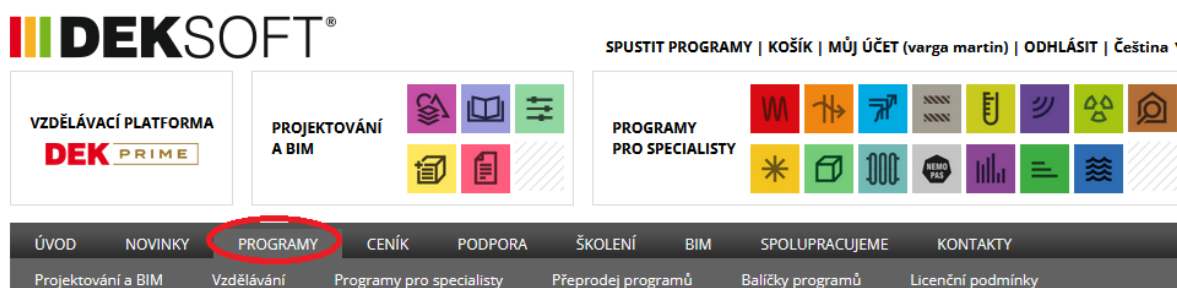 DEKSOFT®
SPUSTIT PROGRAMY | KOŠÍK | MŮJ ÚČET (varga martin) | ODHLÁSIT | Čeština
VZDĚLÁVACÍ PLATFORMA
DEK PRIME
PROJEKTOVÁNÍ
A BIM
PROGRAMY
PRO SPECIALISTY
NEMO
PAS
ÚVOD NOVINKY PROGRAMY CENÍK PODPORA ŠKOLENÍ BIM SPOLUPRACUJEME KONTAKTY
Projektování a BIM Vzdělávání Programy pro specialisty Přeprodej programů Balíčky programů Licenční podmínky